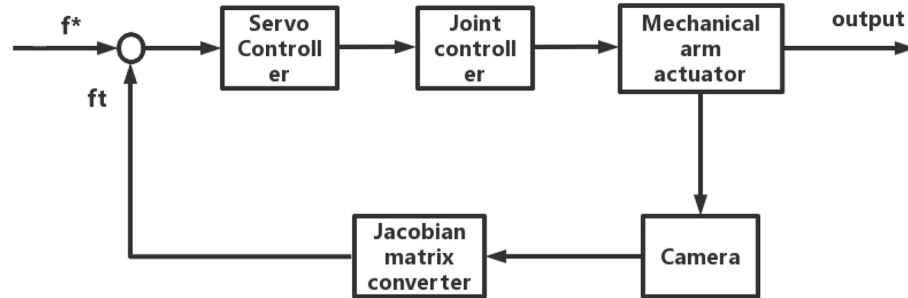 f*
Servo
Controll
er
Joint
controll
er
Mechanical
arm
actuator
output
ft
Jacobian
matrix
converter
Camera